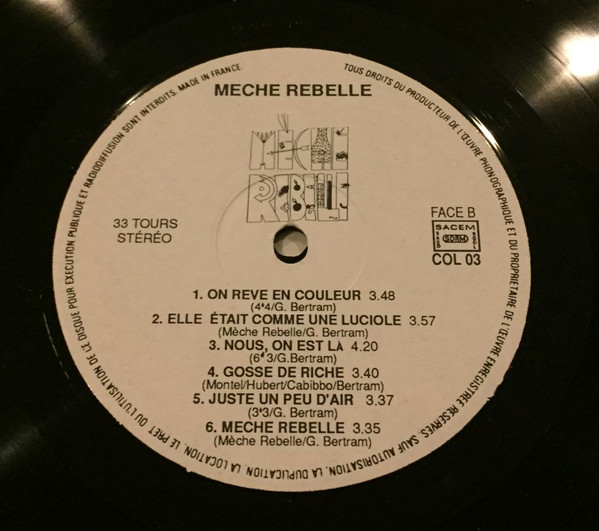 MADE IN FRANCE.
TOUS DROITS DU PRODUCTEUR DE L'ŒUVRE PHONOGRAPHIQUE ET DU PROPRIETAIRE DE L'ŒUVRE ENREGISTREE RESERVES. SAUF AUTORISATION, LA DUPLICATION, LA LOCATION, LE PRET OU L'UTILISATION DE CE DISQUE POUR EXECUTION PUBLIQUE ET RADIODIFFUSION SONT INTERDITS.
MECHE REBELLE
MÈCHE
REBELLE
33 TOURS
STÉRÉO
FACE B
SACEM
SDRM
COL 03
1. ON REVE EN COULEUR 3.48
(4*4/G. Bertram)
2. ELLE ÉTAIT COMME UNE LUCIOLE 3.57
(Mèche Rebelle/G. Bertram)
3. NOUS, ON EST LÀ 4.20
(6*3/G.Bertram)
4. GOSSE DE RICHE 3.40
(Montel/Hubert/Cabibbo/Bertram)
5. JUSTE UN PEU D'AIR 3.37
(3*3/G. Bertram)
6. MECHE REBELLE 3.35
(Mèche Rebelle/G. Bertram)